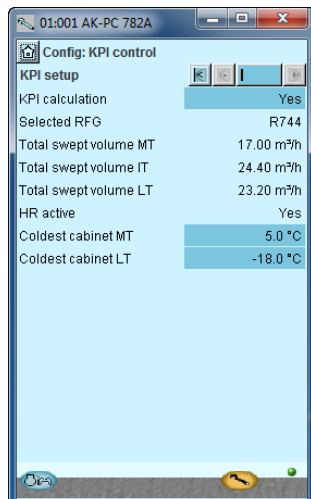 01:001 AK-PC 782A
Config: KPI control
KPI setup
KPI calculation Yes
Selected RFG R744
Total swept volume MT 17.00 m³/h
Total swept volume IT 24.40 m³/h
Total swept volume LT 23.20 m³/h
HR active Yes
Coldest cabinet MT 5.0 °C
Coldest cabinet LT -18.0 °C